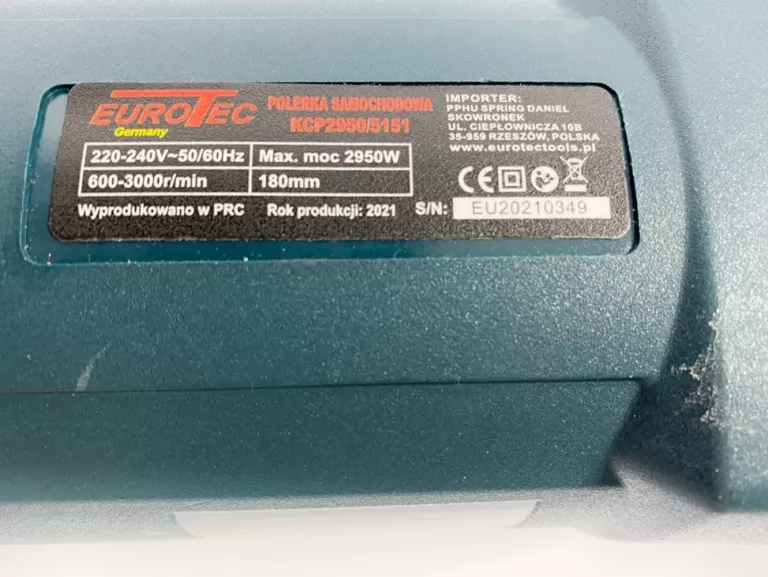 EUROTEC
Germany
POLERKA SAMOCHODOWA
KCP2950/5151
IMPORTER:
PPHU SPRING DANIEL
SKOWRONEK
UL. CIEPŁOWNICZA 10B
35-959 RZESZÓW, POLSKA
www.eurotectools.pl
220-240V~50/60Hz
Max. moc 2950W
600-3000r/min
180mm
CE
Wyprodukowano w PRC
Rok produkcji: 2021
S/N: EU20210349